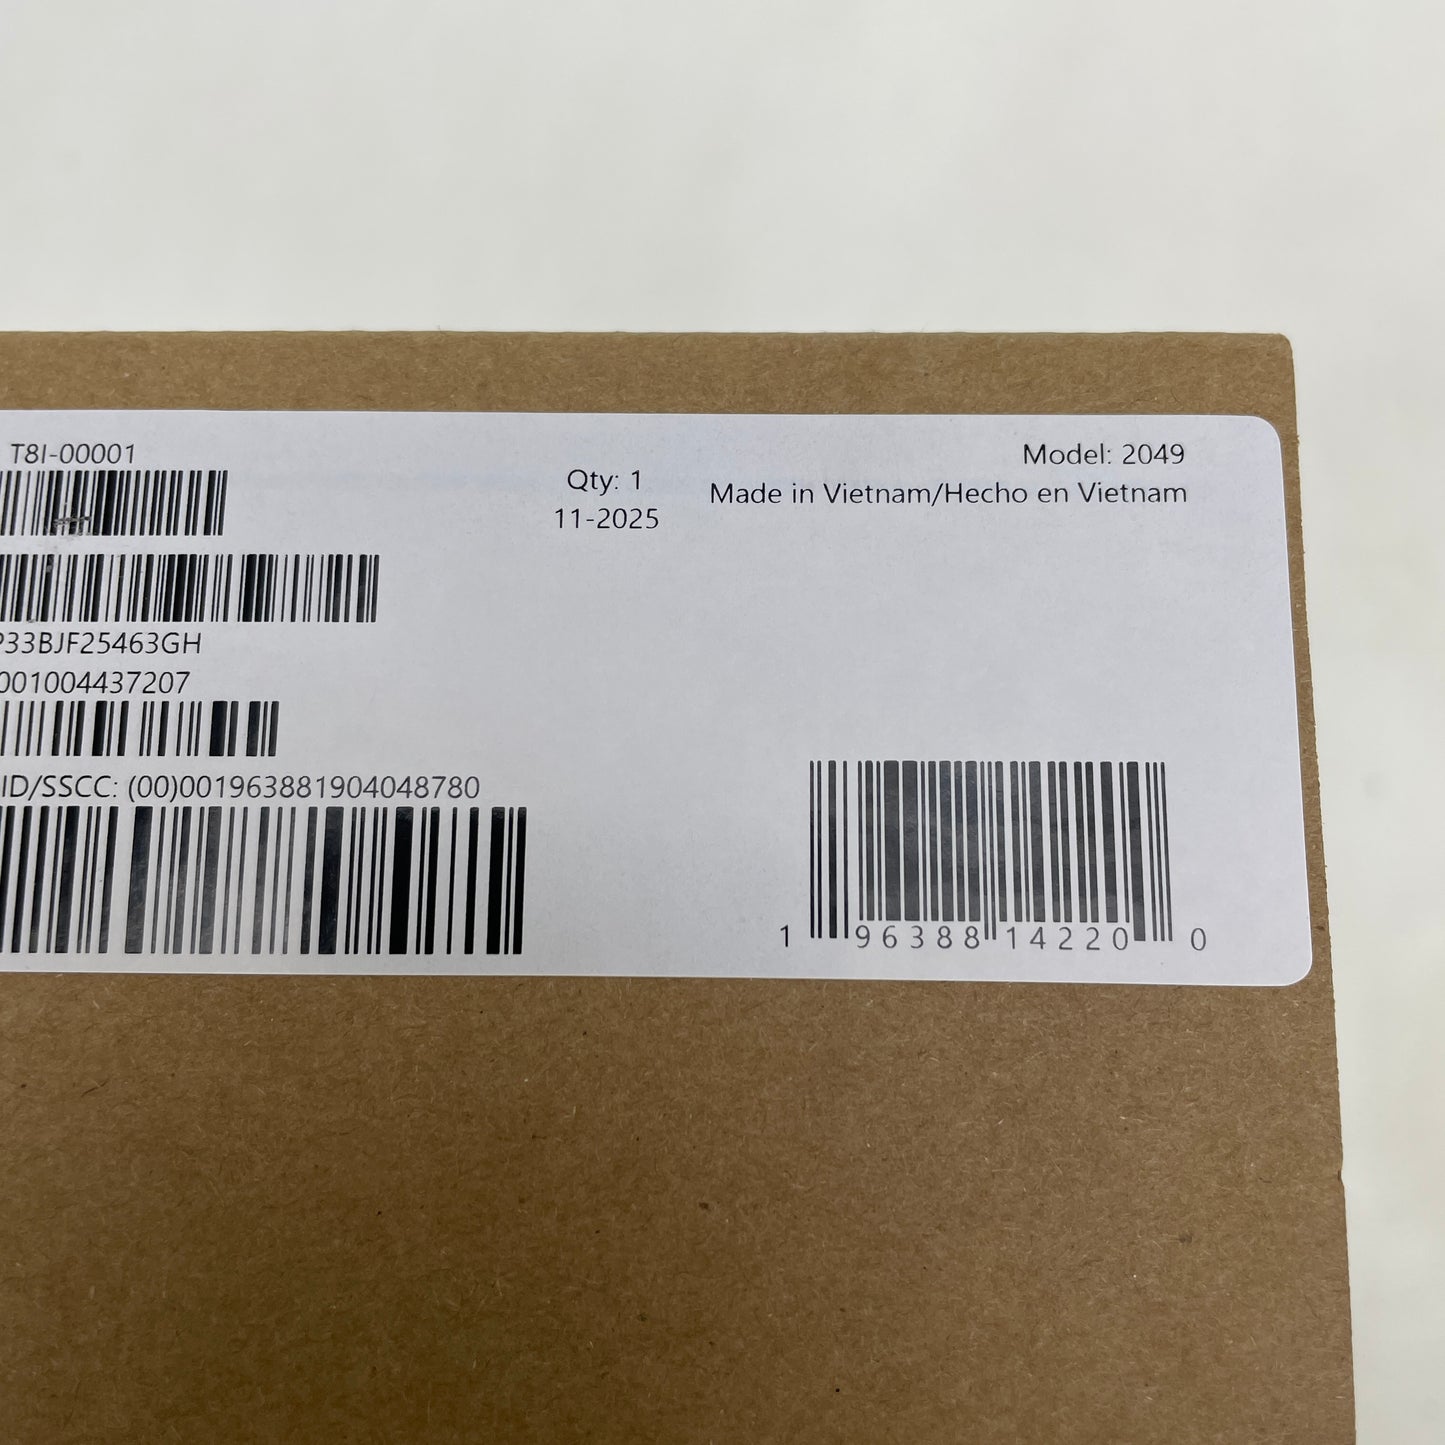 T8I-00001
Qty: 1
11-2025
Model: 2049
Made in Vietnam/Hecho en Vietnam
P33BJF25463GH
001004437207
ID/SSCC: (00)001963881904048780
1 96388 14220 0